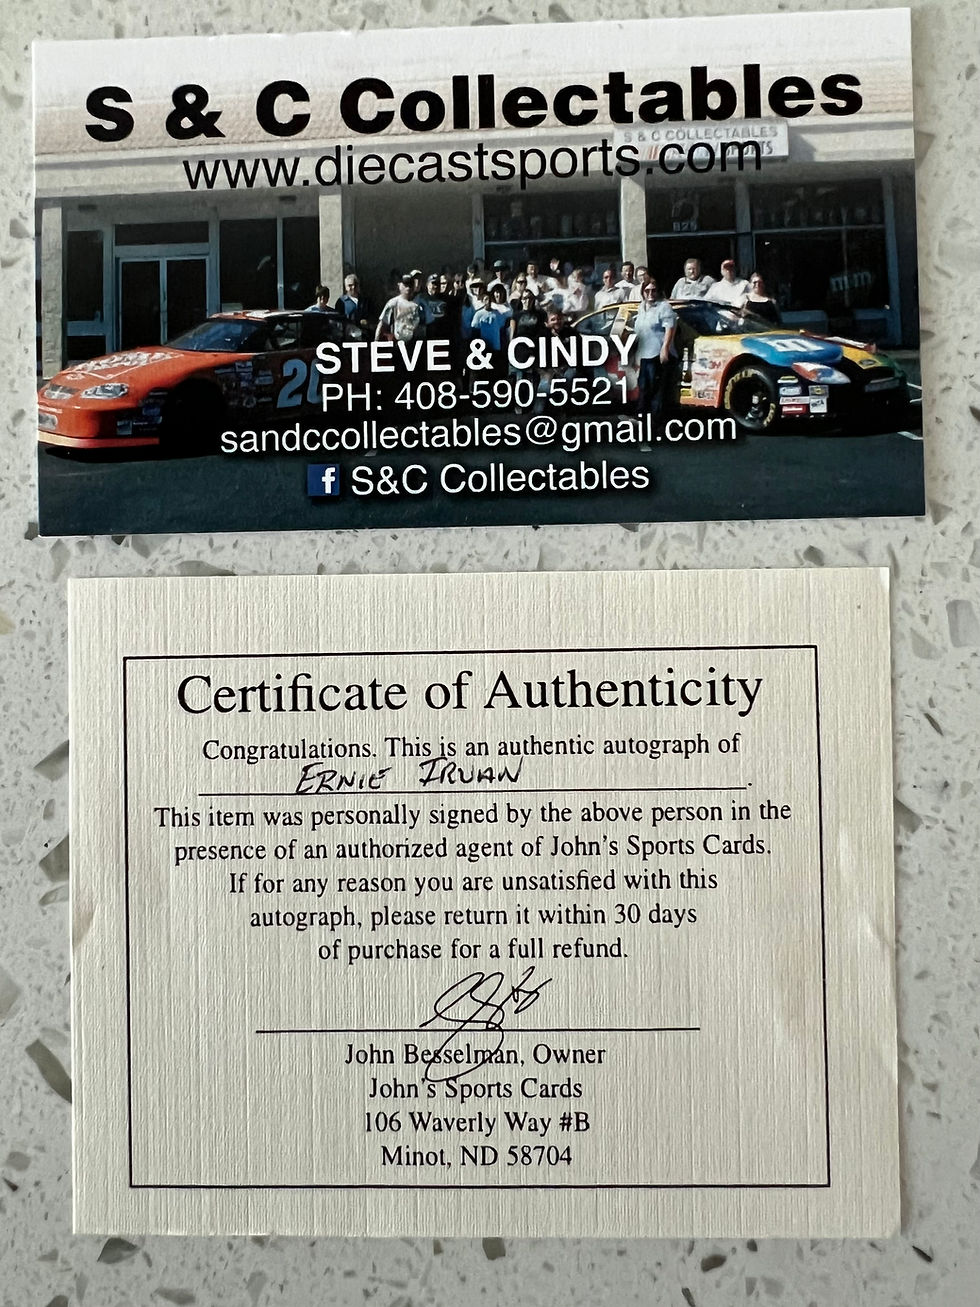 S & C Collectables
S & C COLLECTABLES
SPORTS
www.diecastsports.com
825
m&m
20
STEVE & CINDY
PH: 408-590-5521
sandccollectables@gmail.com
f S&C Collectables
Certificate of Authenticity
Congratulations. This is an authentic autograph of
ERNIE IRVAN.
This item was personally signed by the above person in the
presence of an authorized agent of John's Sports Cards.
If for any reason you are unsatisfied with this
autograph, please return it within 30 days
of purchase for a full refund.
John Besselman, Owner
John's Sports Cards
106 Waverly Way #B
Minot, ND 58704